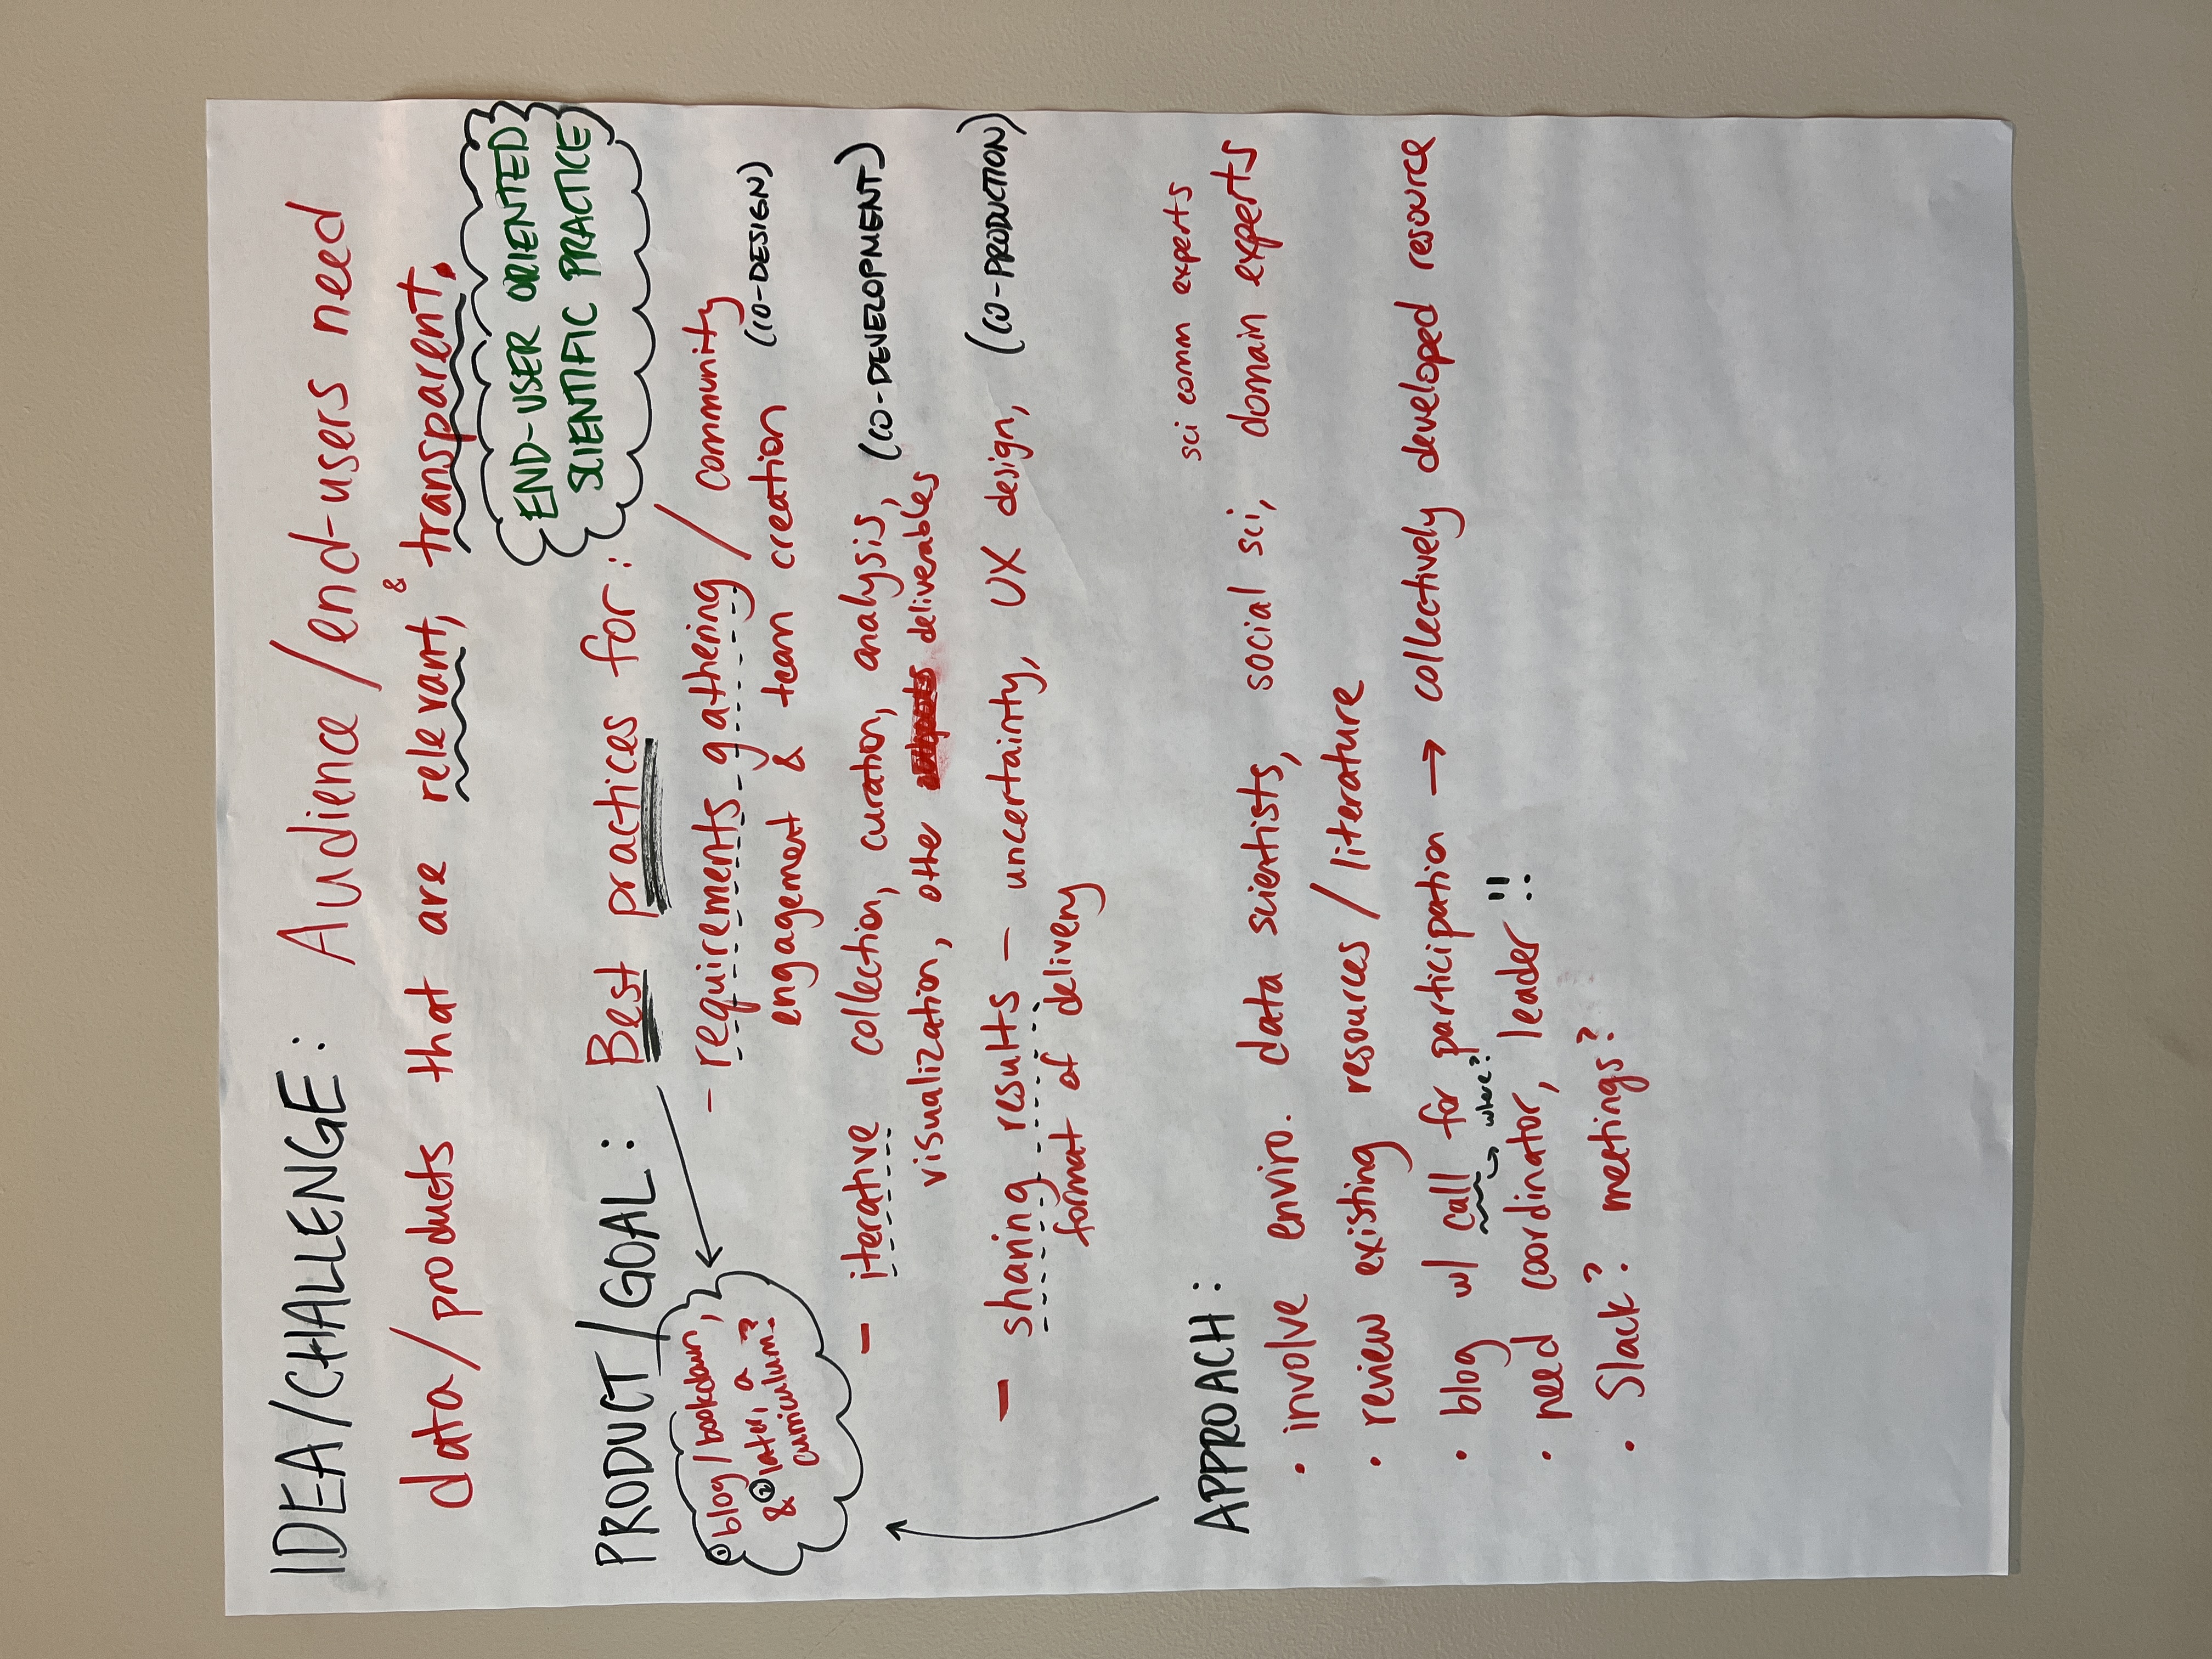 IDEA/CHALLENGE: Audience/end-users need
data/products that are relevant, & transparent.
END-USER ORIENTED
SCIENTIFIC PRACTICE
PRODUCT/GOAL: Best practices for:
① blog/bookdown,
& ② later, a
curriculum?
- requirements gathering / community
engagement & team creation (CO-DESIGN)
- iterative collection, curation, analysis, (CO-DEVELOPMENT)
visualization, other deliverables
- sharing results - uncertainty, UX design, (CO-PRODUCTION)
format of delivery
APPROACH:
sci comm experts
• involve enviro. data scientists, social sci, domain experts
• review existing resources / literature
• blog w/ call for participation → collectively developed resource
↪ where?
• need coordinator, leader !!
• Slack? meetings?